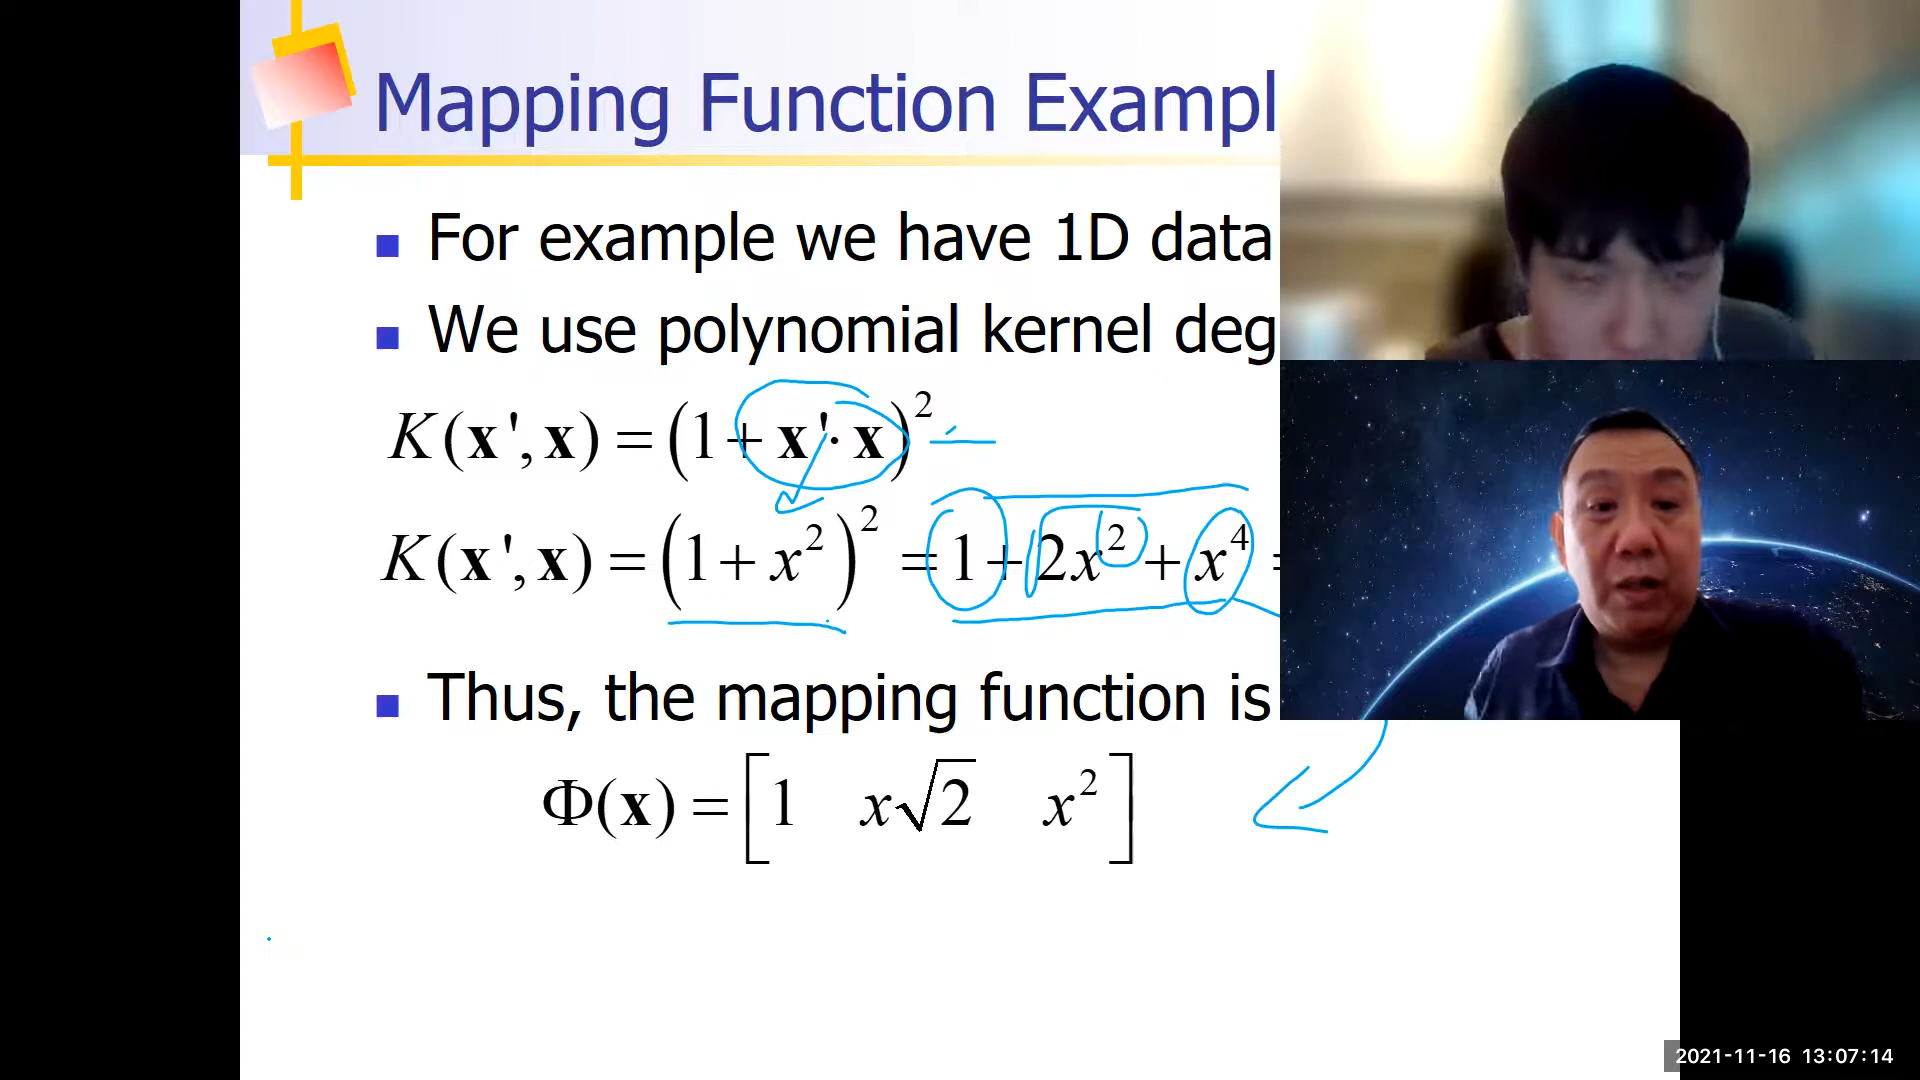 Mapping Function Exampl
For example we have 1D data
We use polynomial kernel deg
K(x', x) = (1 + x'· x)²
K(x', x) = (1 + x²)² = 1 + 2x² + x⁴ =
Thus, the mapping function is
Φ(x) = [1 x√2 x²]
2021-11-16 13:07:14